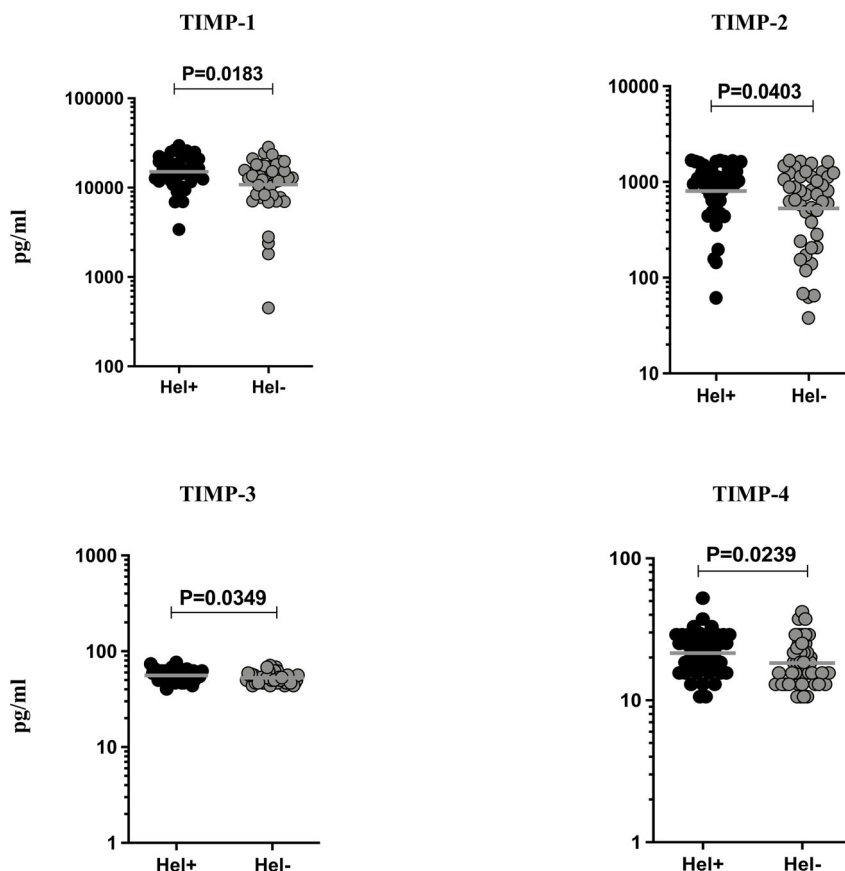 TIMP-1
P=0.0183
100000
10000
1000
100
pg/ml
Hel+ Hel-
TIMP-2
P=0.0403
10000
1000
100
10
Hel+ Hel-
TIMP-3
P=0.0349
1000
100
10
1
pg/ml
Hel+ Hel-
TIMP-4
P=0.0239
100
10
1
Hel+ Hel-